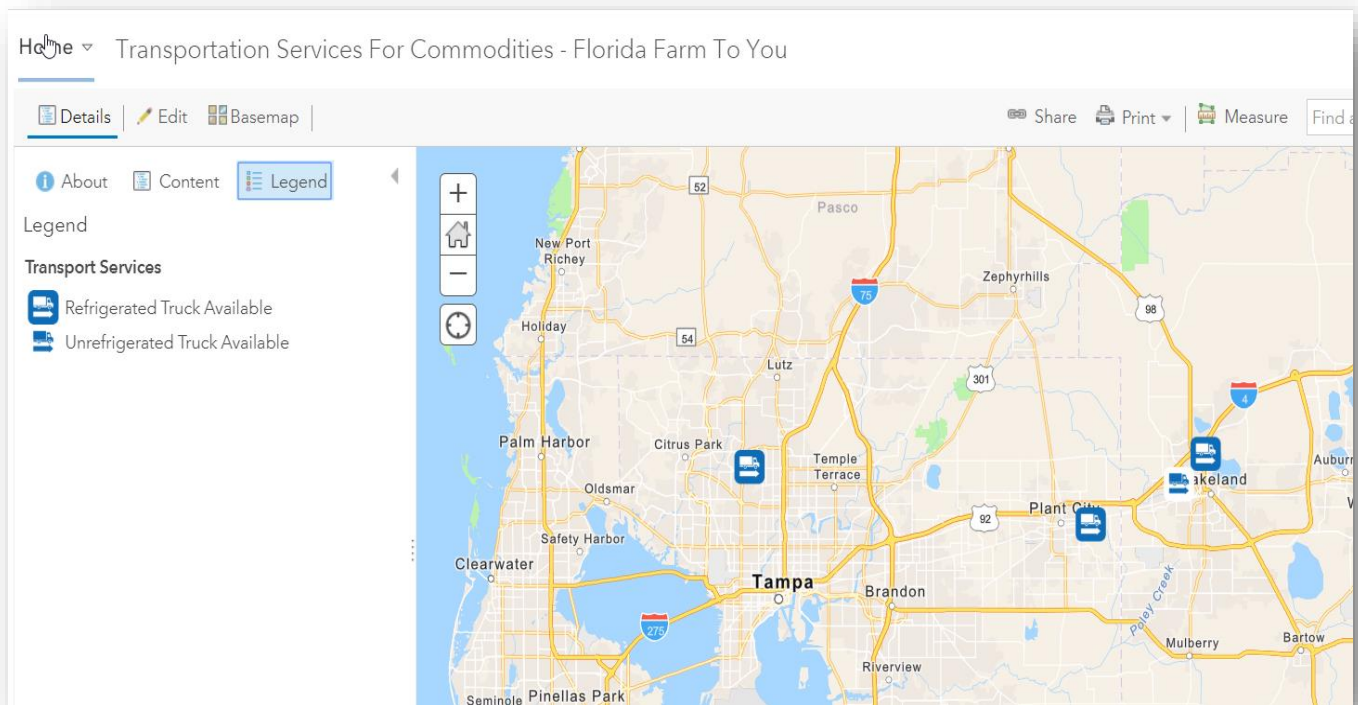 Home Transportation Services For Commodities - Florida Farm To You
Details Edit Basemap Share Print Measure Find
About Content Legend
Legend
Transport Services
Refrigerated Truck Available
Unrefrigerated Truck Available
52
Pasco
New Port
Richey
Zephyrhills
75
98
Holiday
54
Lutz
301
4
Palm Harbor
Citrus Park
Temple
Terrace
Auburn
Oldsmar
akeland
Plant City
92
Safety Harbor
Clearwater
Tampa
Brandon
Poley Creek
275
Mulberry
Bartow
Riverview
Seminole
Pinellas Park